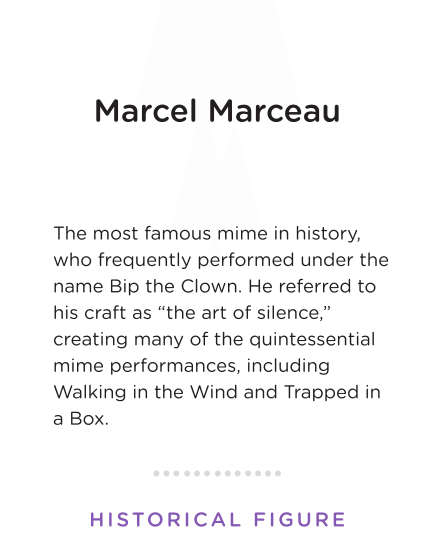 Marcel Marceau
The most famous mime in history,
who frequently performed under the
name Bip the Clown. He referred to
his craft as “the art of silence,”
creating many of the quintessential
mime performances, including
Walking in the Wind and Trapped in
a Box.
HISTORICAL FIGURE